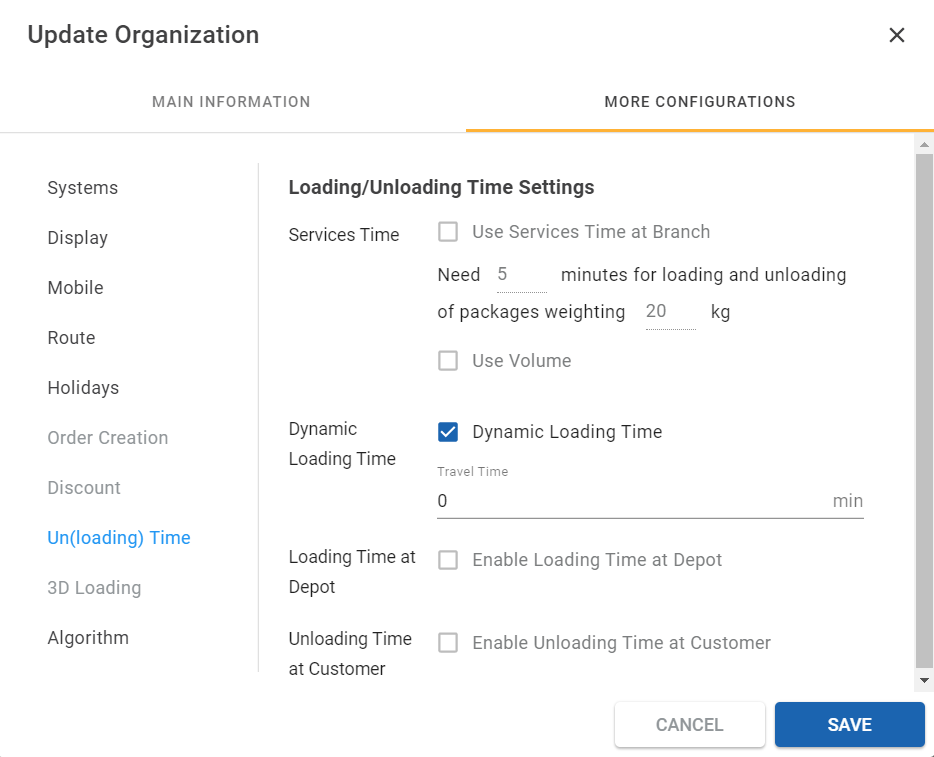 Update Organization
MAIN INFORMATION
MORE CONFIGURATIONS
Systems
Display
Mobile
Route
Holidays
Order Creation
Discount
Un(loading) Time
3D Loading
Algorithm
Loading/Unloading Time Settings
Services Time
Use Services Time at Branch
Need 5 minutes for loading and unloading
of packages weighting 20 kg
Use Volume
Dynamic
Loading Time
Dynamic Loading Time
Travel Time
0 min
Loading Time at
Depot
Enable Loading Time at Depot
Unloading Time
at Customer
Enable Unloading Time at Customer
CANCEL
SAVE